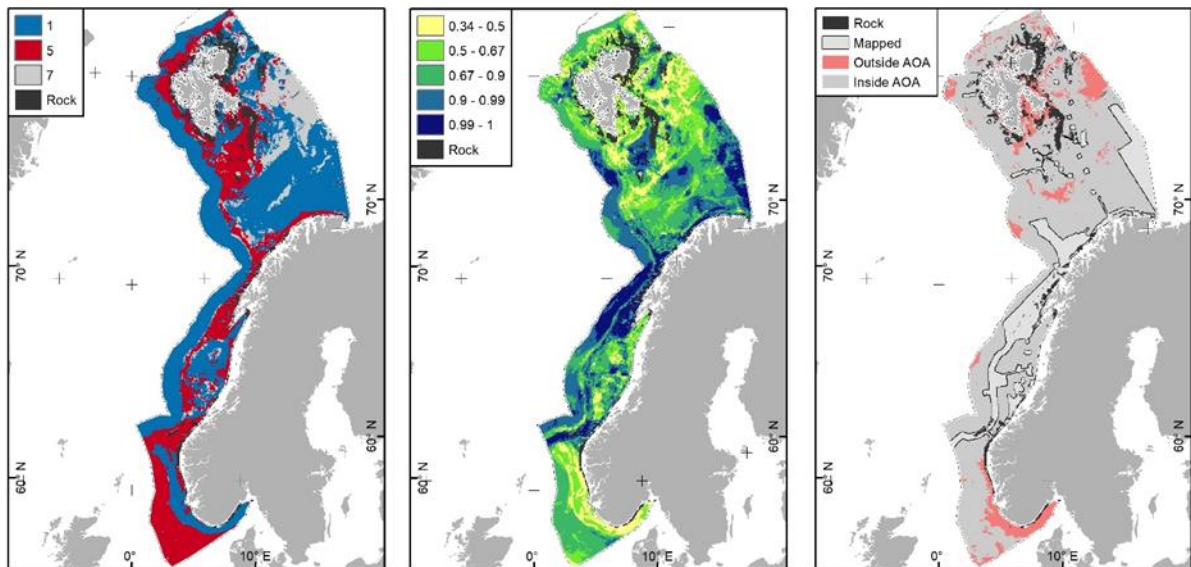 1
5
7
Rock
70° N
70° N
60° N
60° N
0°
10° E
0.34 - 0.5
0.5 - 0.67
0.67 - 0.9
0.9 - 0.99
0.99 - 1
Rock
70° N
70° N
60° N
60° N
0°
10° E
Rock
Mapped
Outside AOA
Inside AOA
70° N
70° N
60° N
60° N
0°
10° E